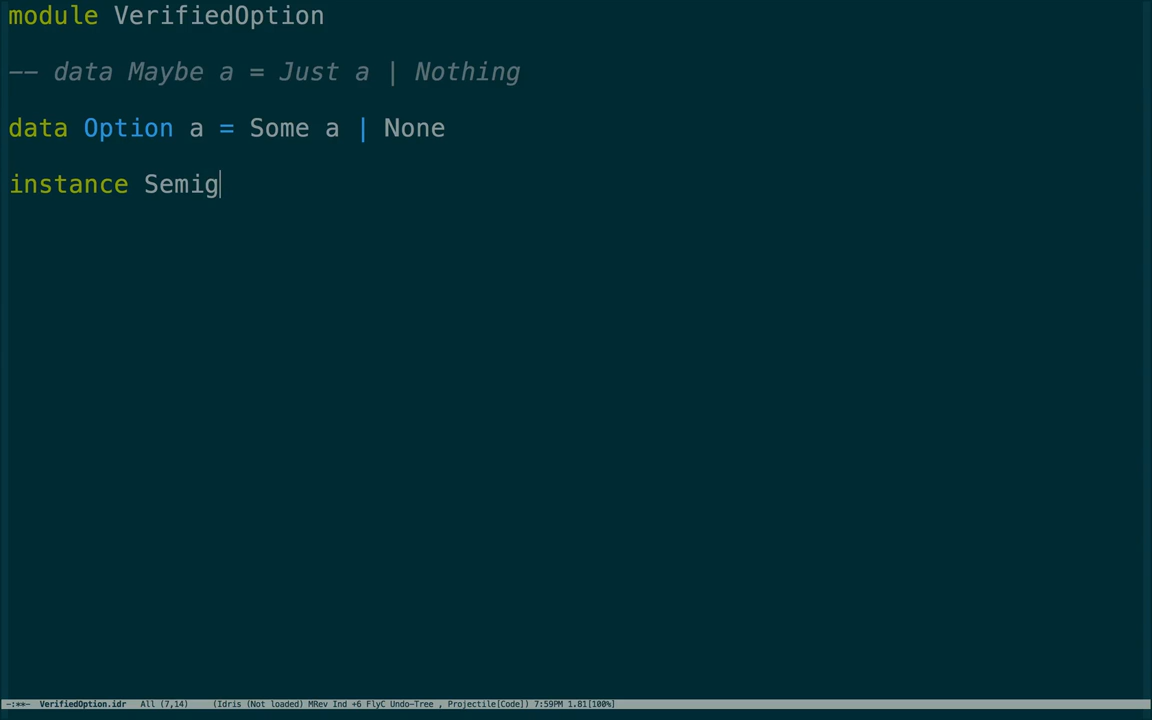 module VerifiedOption
-- data Maybe a = Just a | Nothing
data Option a = Some a | None
instance Semig
-:**-  VerifiedOption.idr   All (7,14)     (Idris (Not loaded) MRev Ind +6 FlyC Undo-Tree , Projectile[Code]) 7:59PM 1.81[100%]